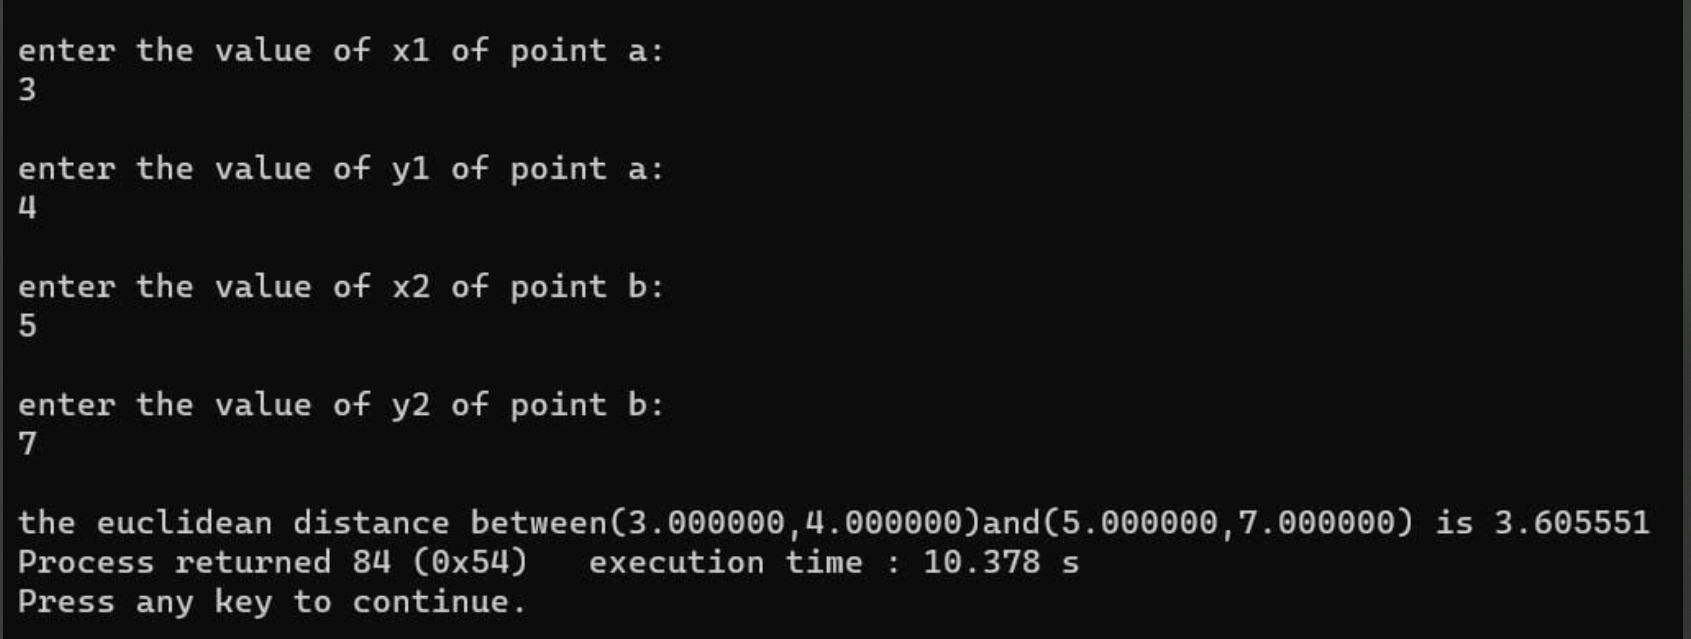 enter the value of x1 of point a:
3
enter the value of y1 of point a:
4
enter the value of x2 of point b:
5
enter the value of y2 of point b:
7
the euclidean distance between(3.000000,4.000000)and(5.000000,7.000000) is 3.605551
Process returned 84 (0x54)   execution time : 10.378 s
Press any key to continue.